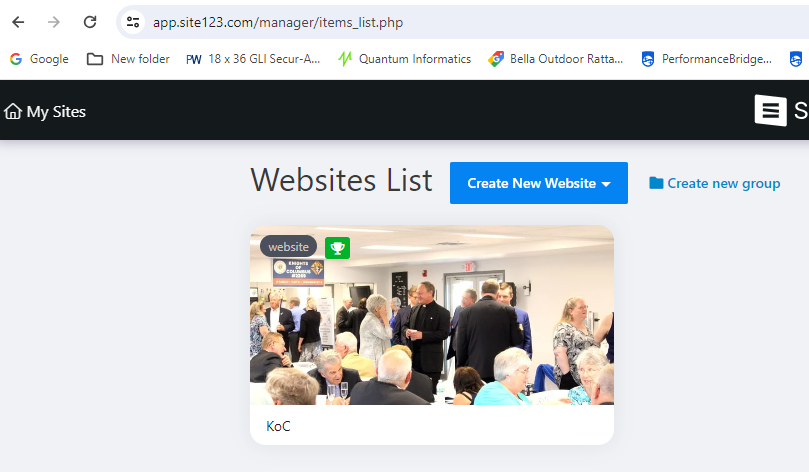 app.site123.com/manager/items_list.php
Google New folder 18 x 36 GLI Secur-A... Quantum Informatics Bella Outdoor Ratta... PerformanceBridge...
My Sites
S
Websites List
Create New Website
Create new group
website
KNIGHTS OF
COLUMBUS
KoC